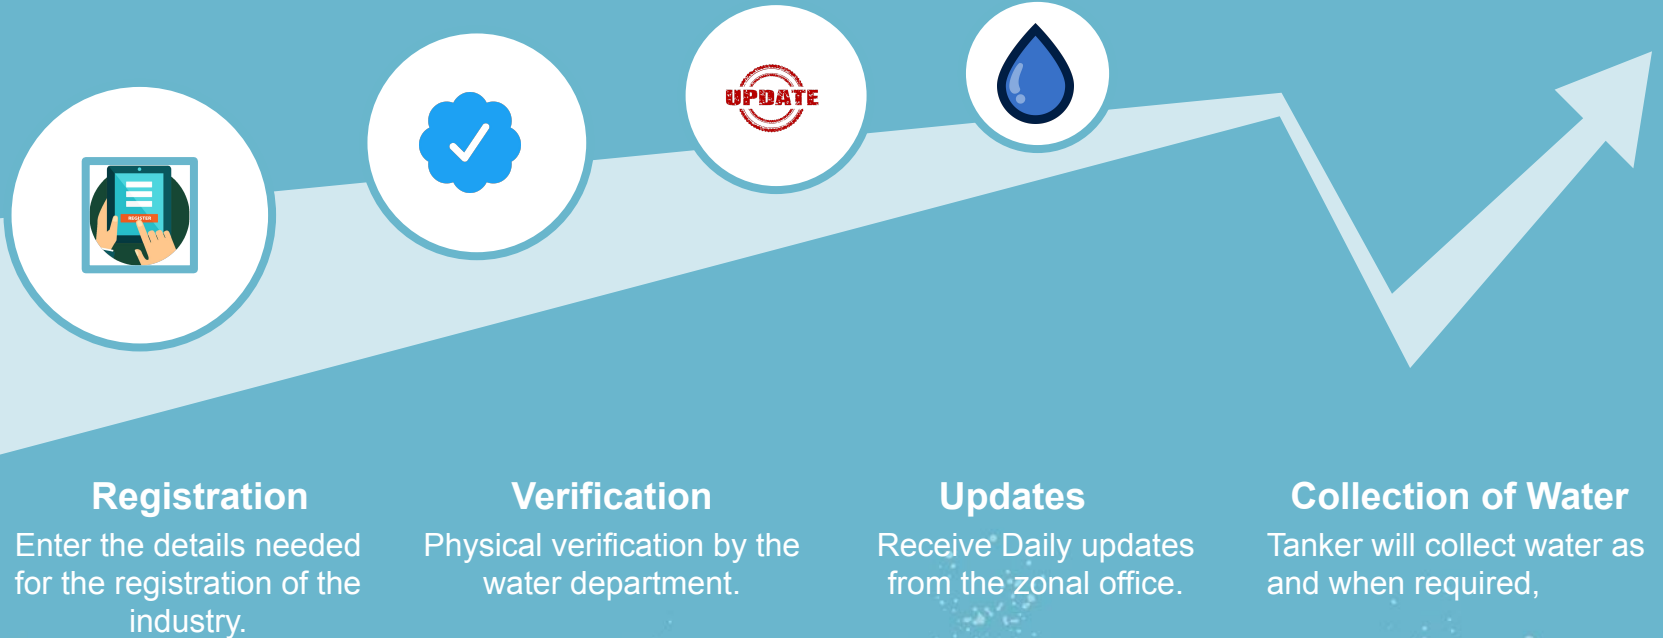 UPDATE
REGISTER
Registration
Enter the details needed
for the registration of the
industry.
Verification
Physical verification by the
water department.
Updates
Receive Daily updates
from the zonal office.
Collection of Water
Tanker will collect water as
and when required,